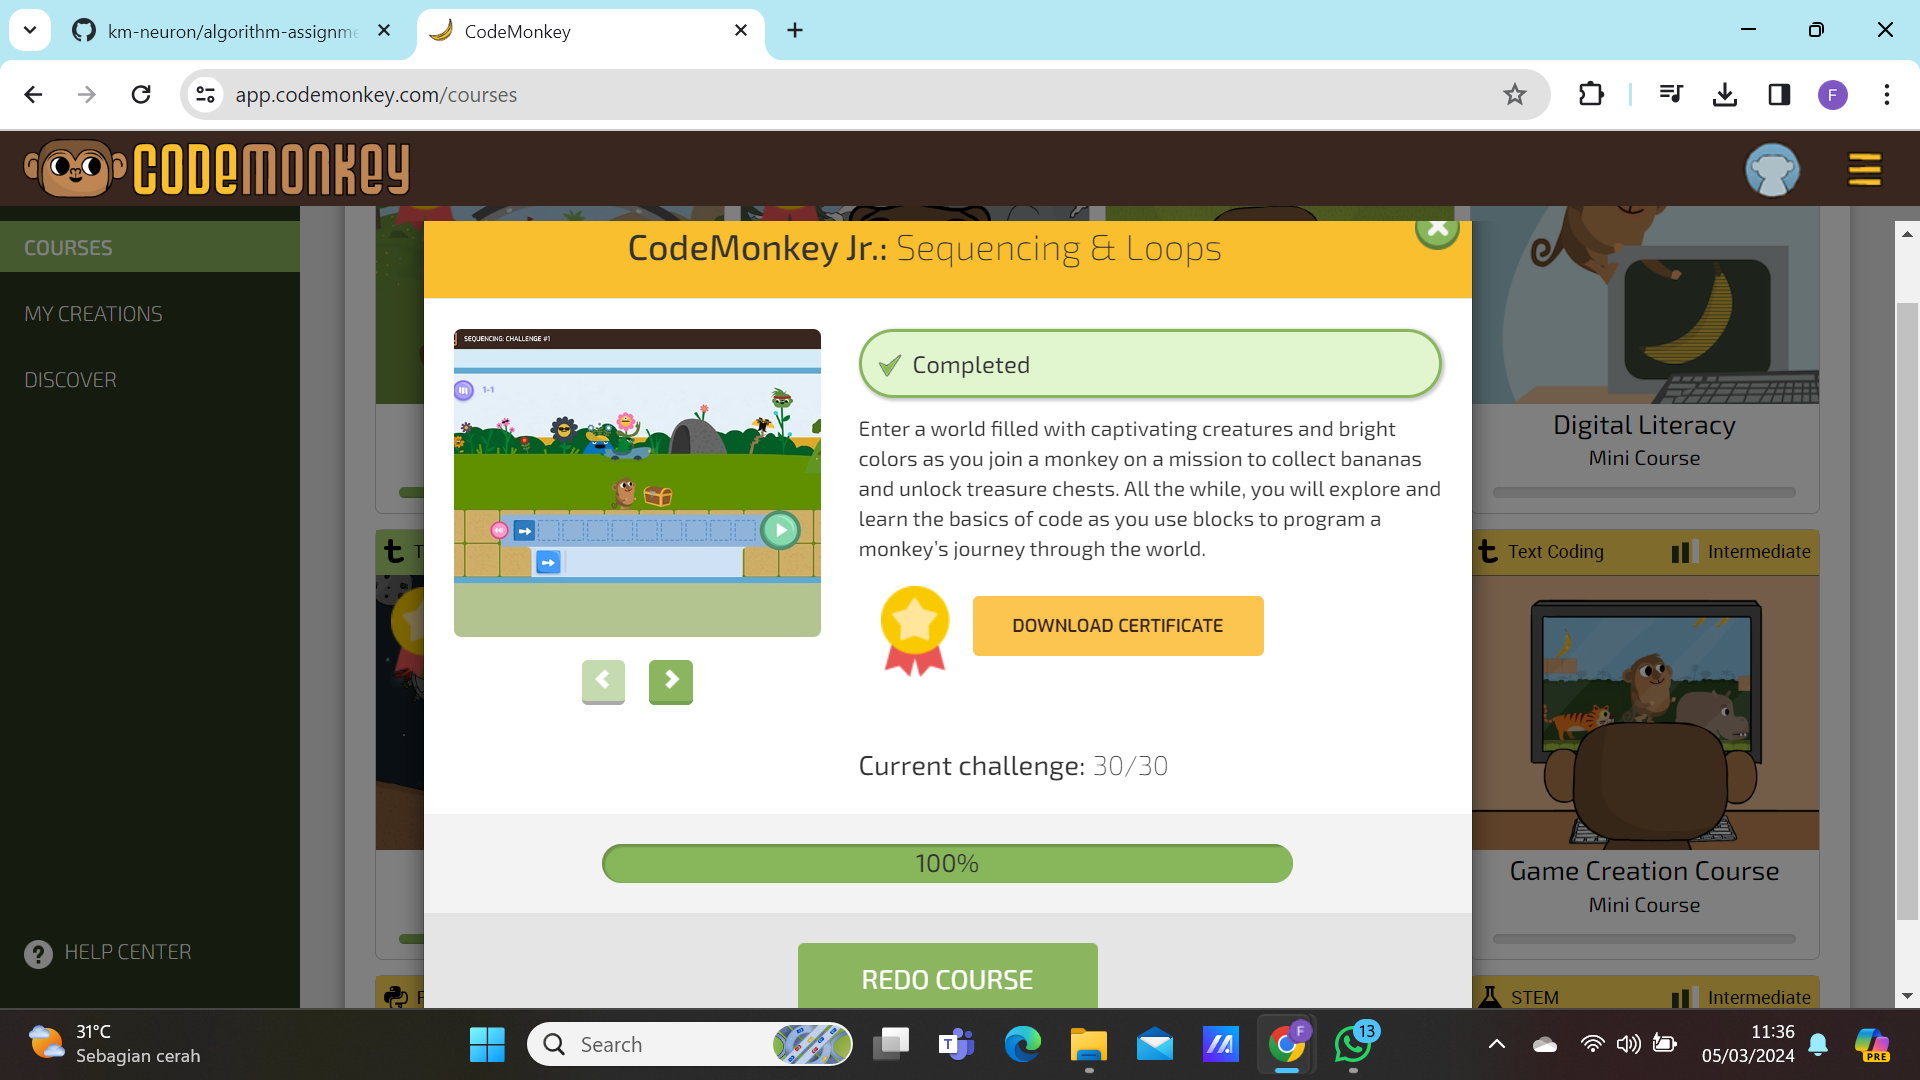 km-neuron/algorithm-assignme
CodeMonkey
app.codemonkey.com/courses
F
CODEMONKEY
COURSES
MY CREATIONS
DISCOVER
HELP CENTER
CodeMonkey Jr.: Sequencing & Loops
SEQUENCING: CHALLENGE #1
1-1
Completed
Enter a world filled with captivating creatures and bright
colors as you join a monkey on a mission to collect bananas
and unlock treasure chests. All the while, you will explore and
learn the basics of code as you use blocks to program a
monkey’s journey through the world.
DOWNLOAD CERTIFICATE
Current challenge: 30/30
100%
REDO COURSE
Digital Literacy
Mini Course
t T
t Text Coding Intermediate
Game Creation Course
Mini Course
STEM Intermediate
31°C
Sebagian cerah
Search
T
F
13
11:36
05/03/2024
PRE